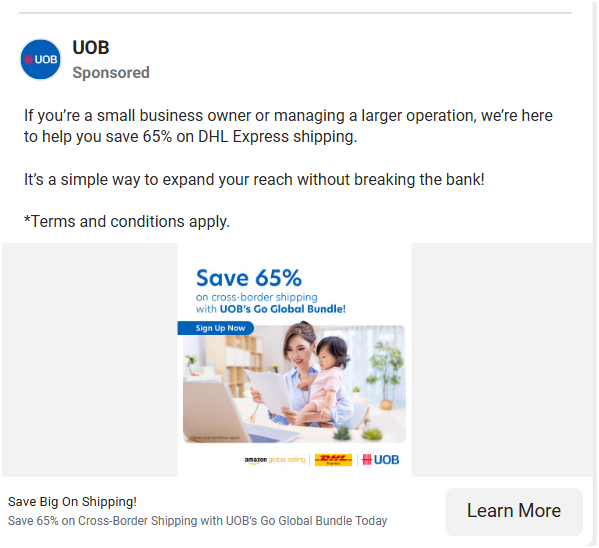 UOB
UOB
Sponsored
If you're a small business owner or managing a larger operation, we're here
to help you save 65% on DHL Express shipping.
It's a simple way to expand your reach without breaking the bank!
*Terms and conditions apply.
Save 65%
on cross-border shipping
with UOB's Go Global Bundle!
Sign Up Now
*Terms and conditions apply.
amazon global selling
DHL
Express
UOB
Save Big On Shipping!
Save 65% on Cross-Border Shipping with UOB's Go Global Bundle Today
Learn More